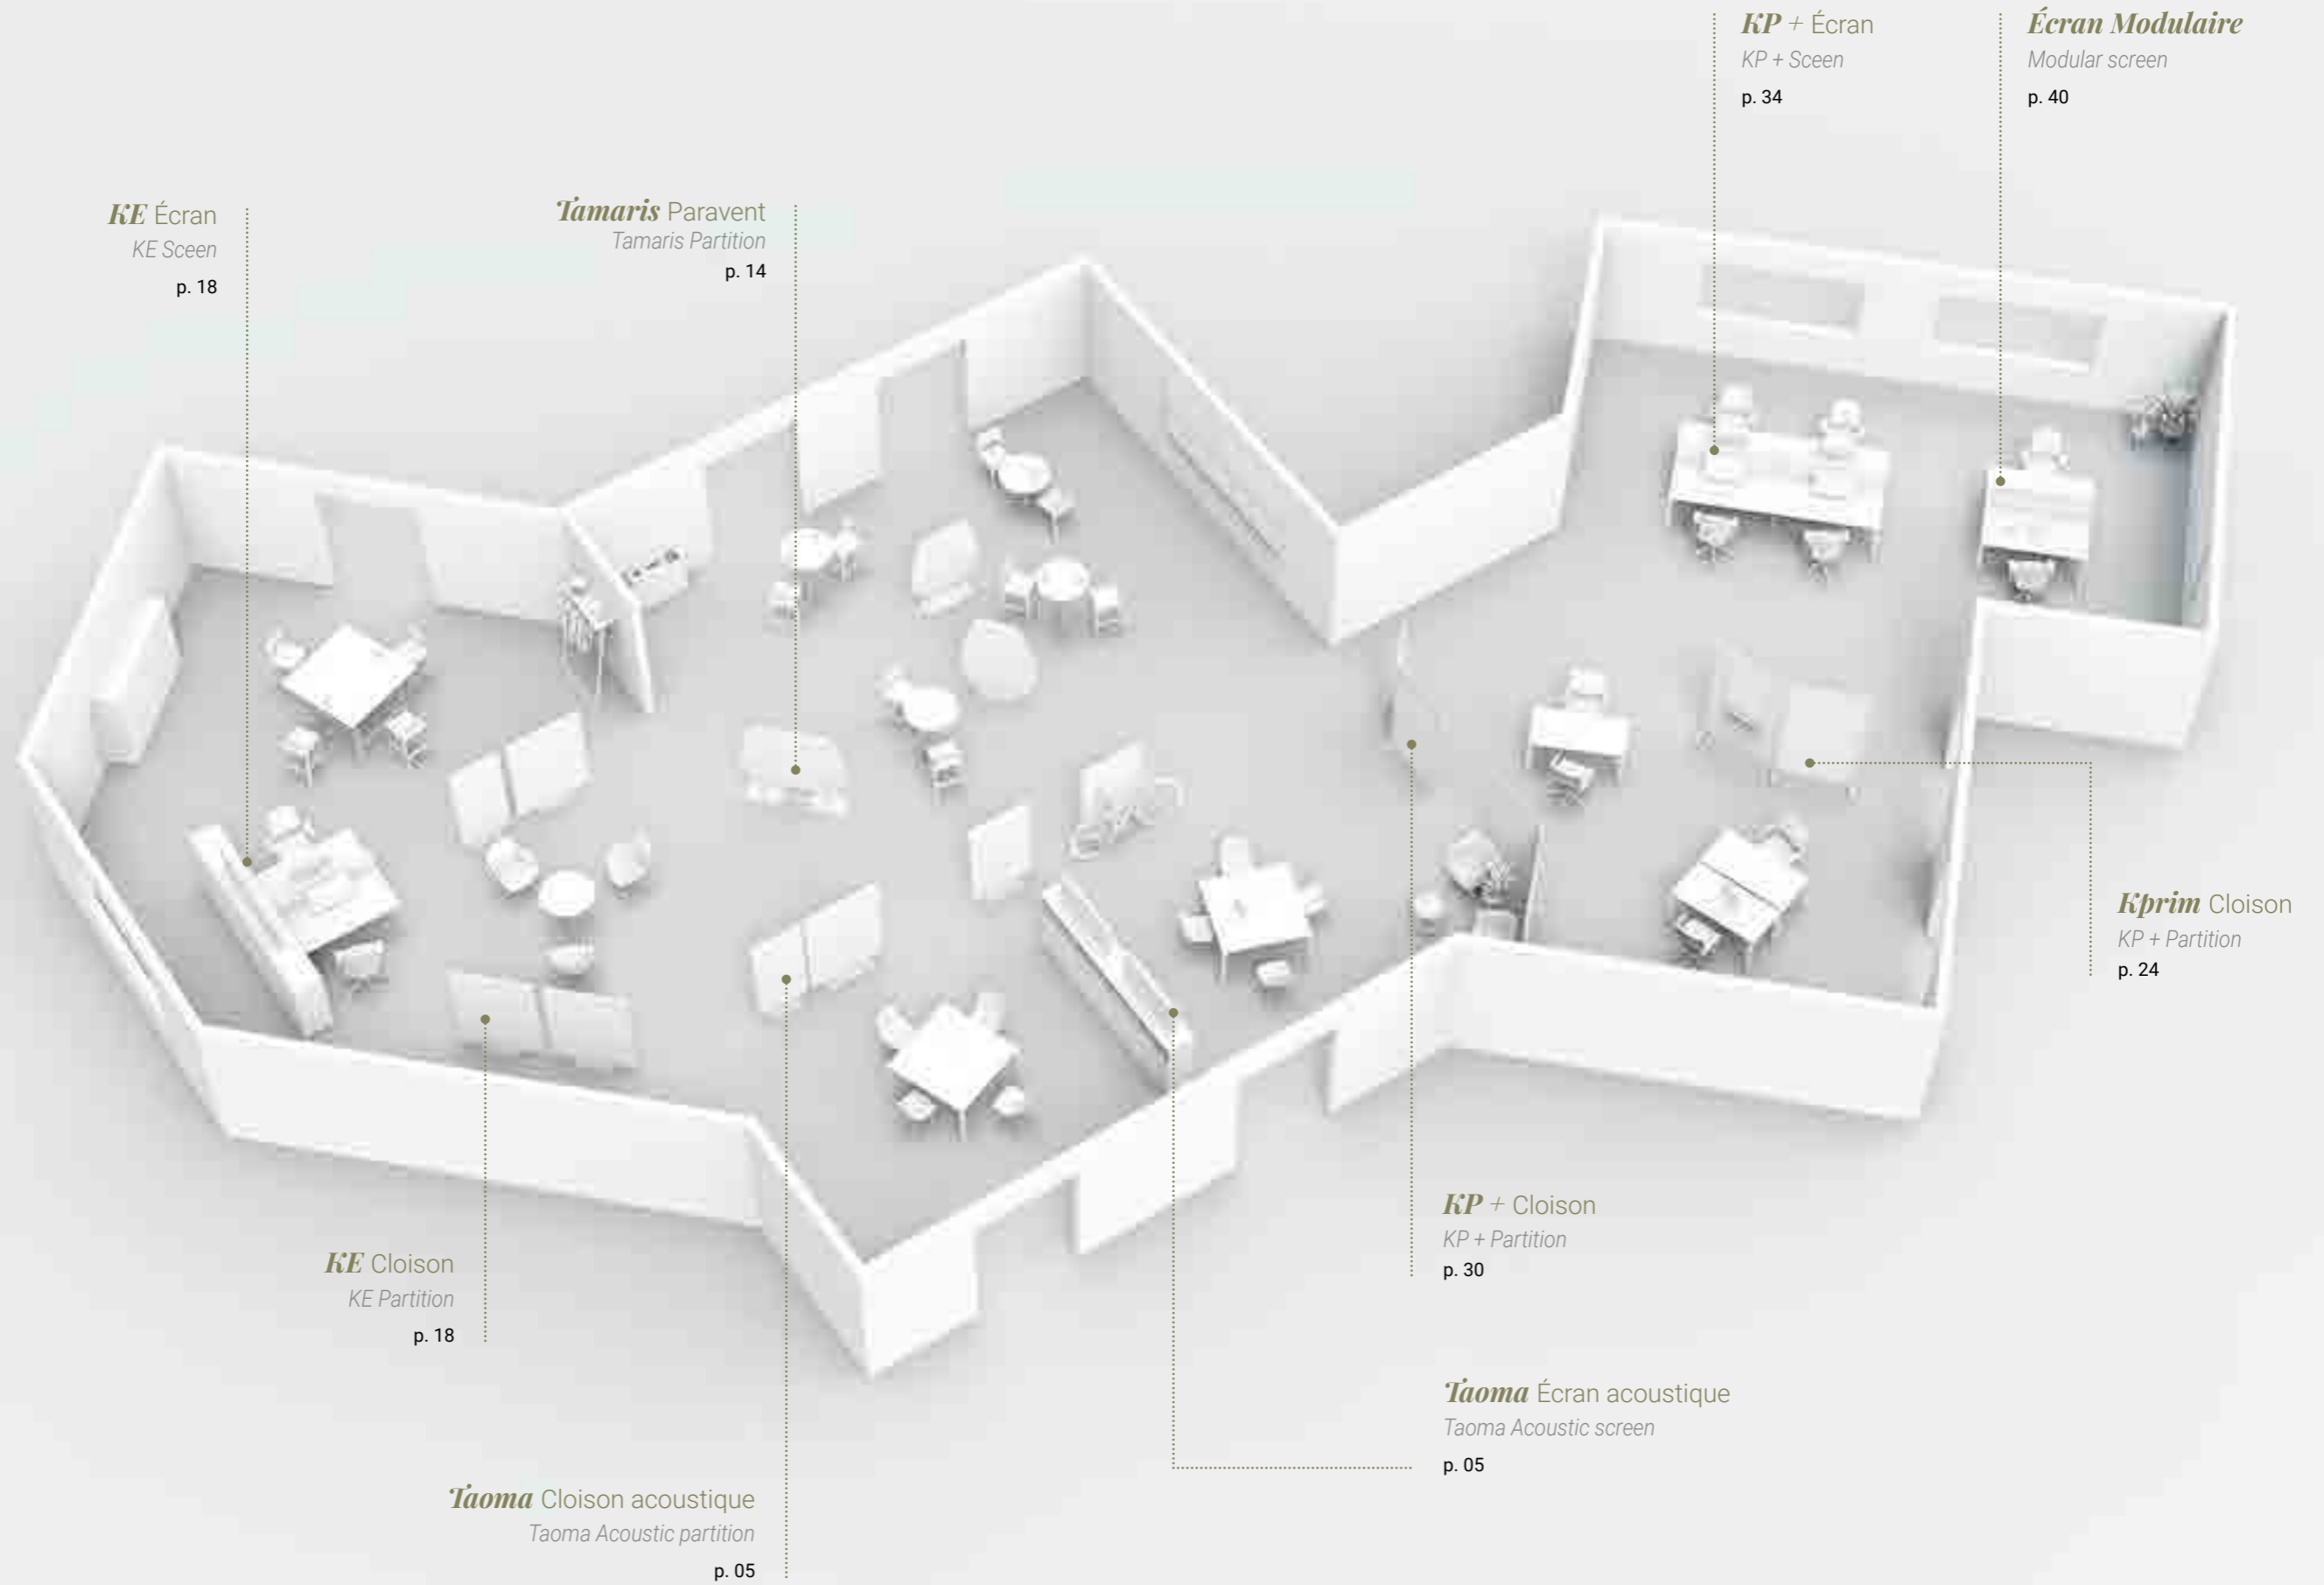 KP + Écran
KP + Sceen
p. 34
Écran Modulaire
Modular screen
p. 40
KE Écran
KE Sceen
p. 18
Tamaris Paravent
Tamaris Partition
p. 14
Kprim Cloison
KP + Partition
p. 24
KP + Cloison
KP + Partition
p. 30
KE Cloison
KE Partition
p. 18
Taoma Écran acoustique
Taoma Acoustic screen
p. 05
Taoma Cloison acoustique
Taoma Acoustic partition
p. 05